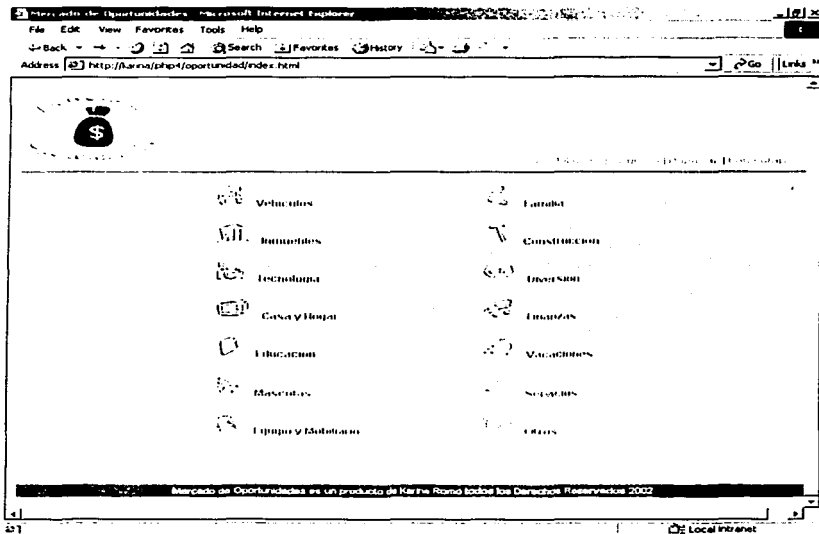 Mercado de Oportunidades - Microsoft Internet Explorer
File Edit View Favorites Tools Help
Back Search Favorites History
Address http://karina/php4/oportunidad/index.html Go Links »
$
Vehiculos Familia
Inmuebles Construccion
Tecnologia Diversion
Casa y Hogar Finanzas
Educacion Vacaciones
Mascotas Servicios
Equipo y Mobiliario Otros
Mercado de Oportunidades es un producto de Karina Romo todos los Derechos Reservados 2002
Local intranet